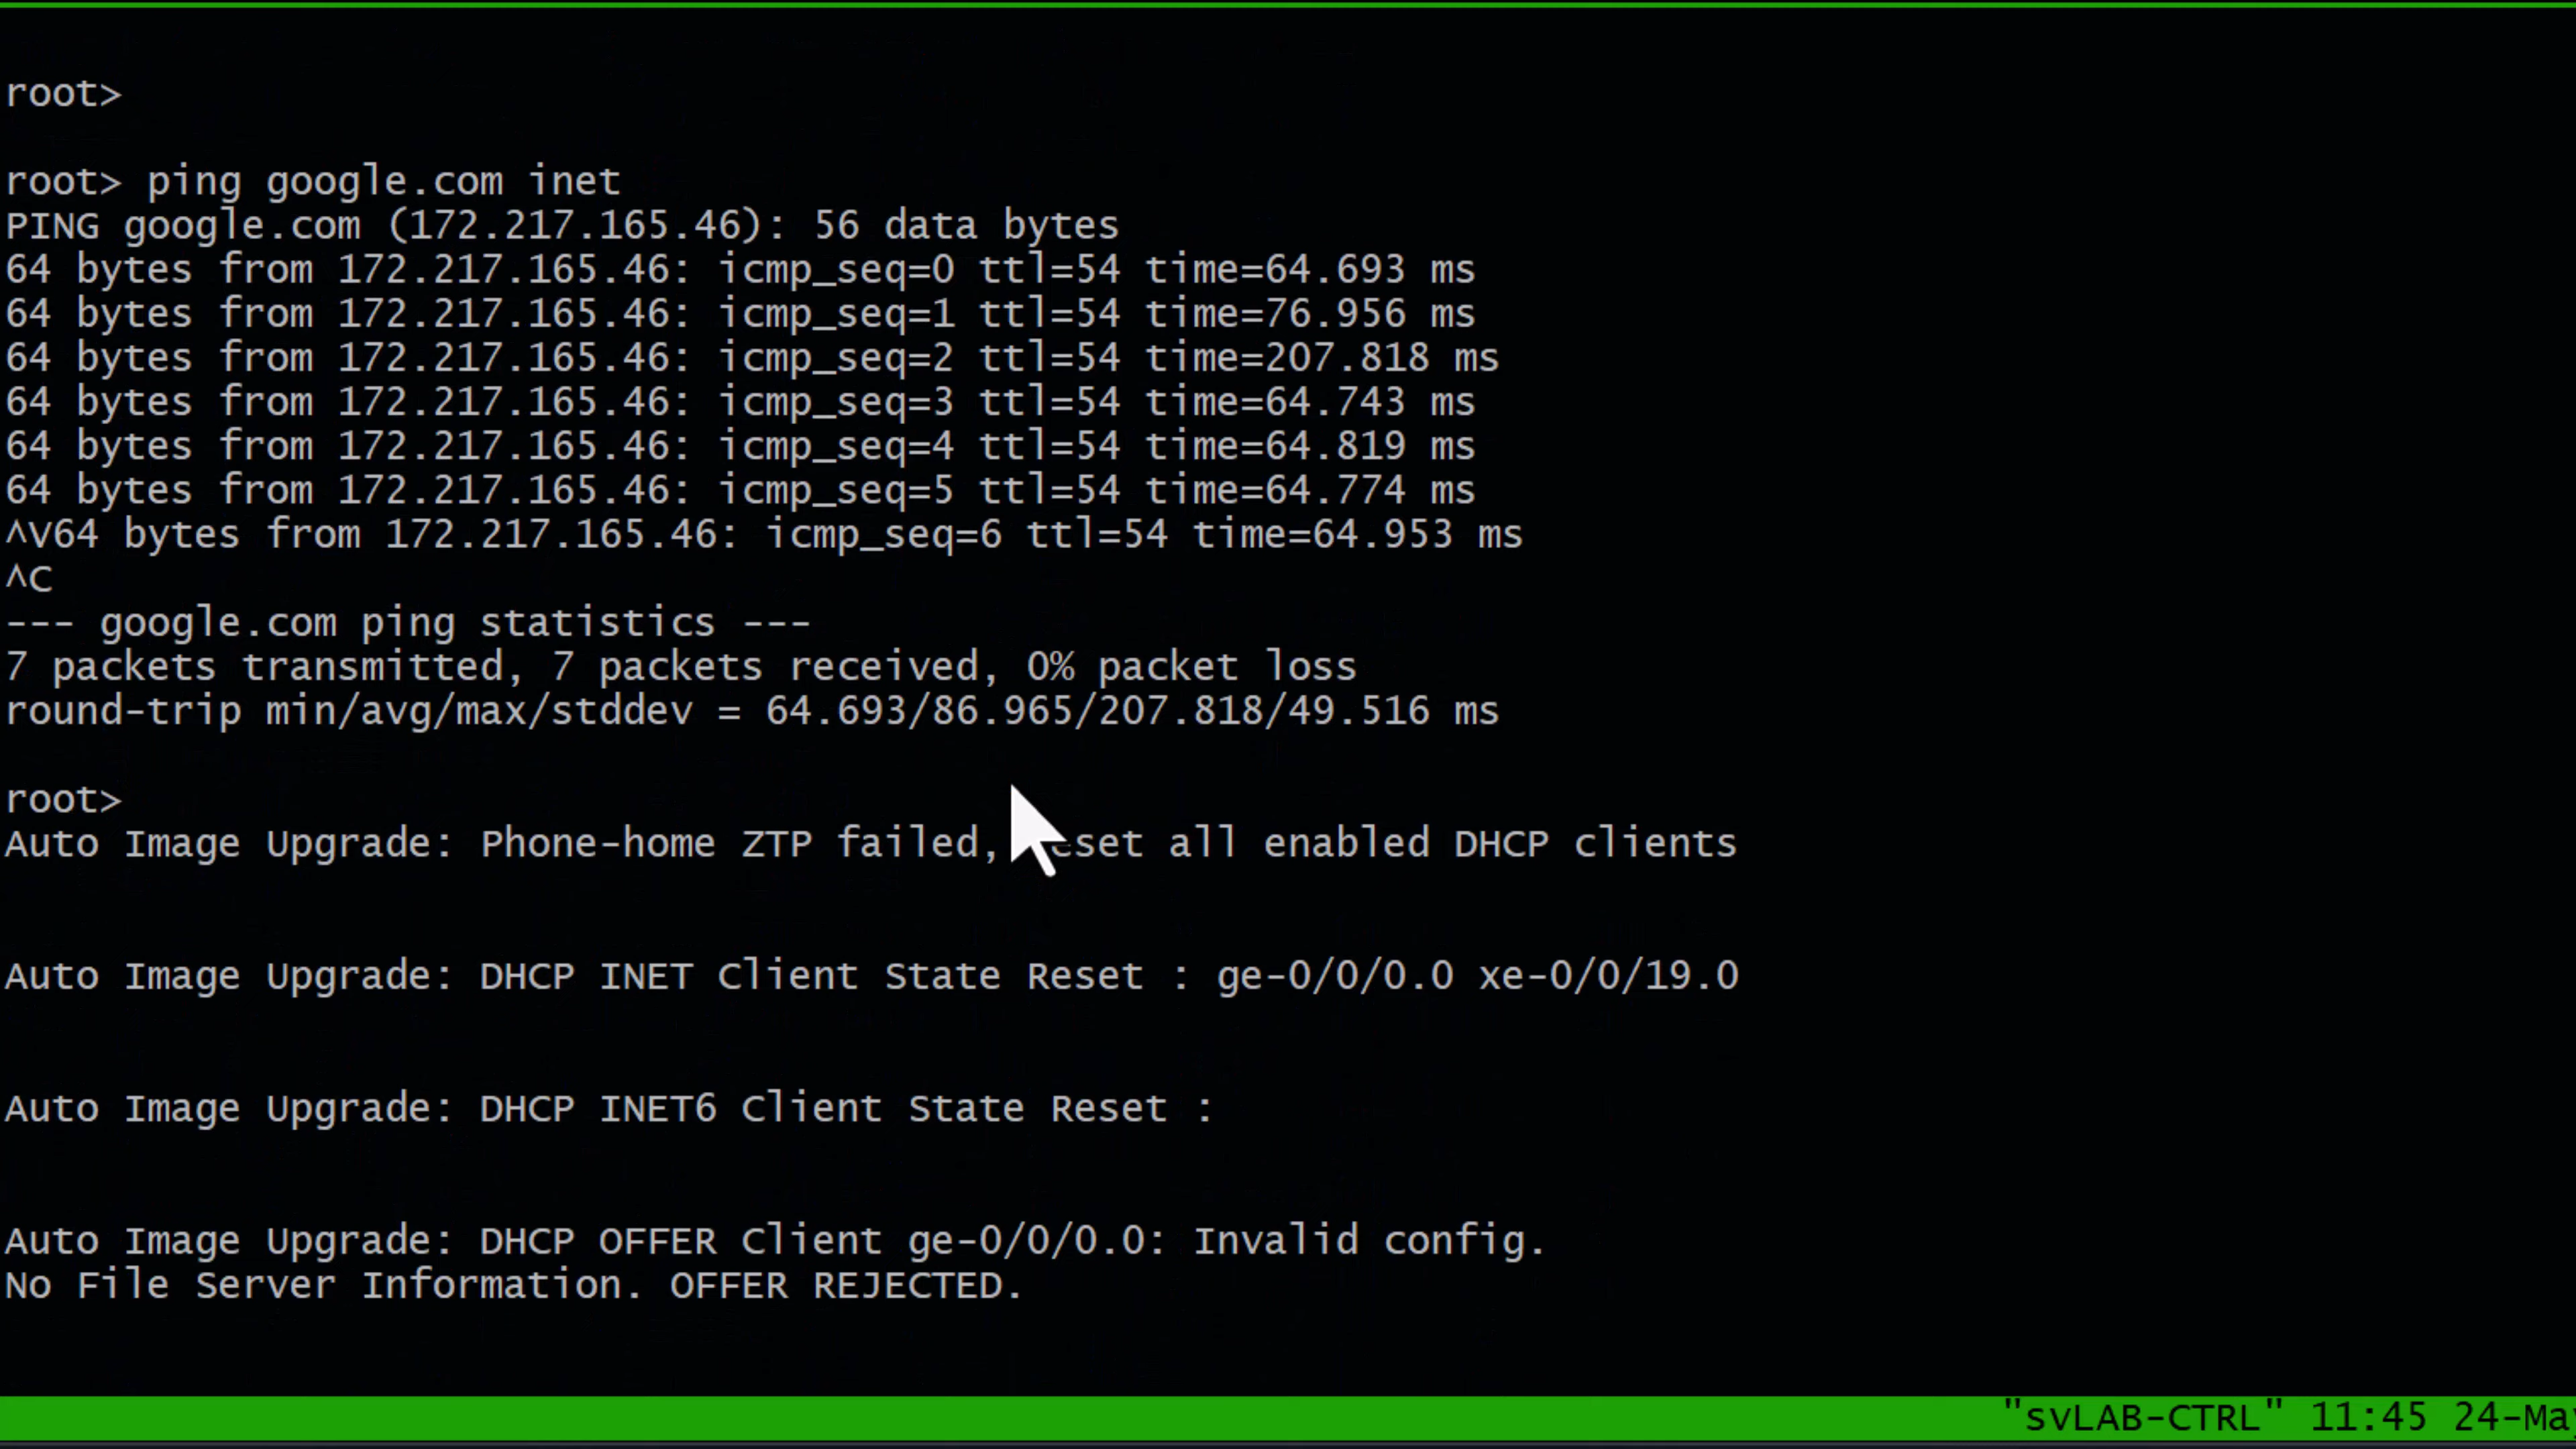 root>
root> ping google.com inet
PING google.com (172.217.165.46): 56 data bytes
64 bytes from 172.217.165.46: icmp_seq=0 ttl=54 time=64.693 ms
64 bytes from 172.217.165.46: icmp_seq=1 ttl=54 time=76.956 ms
64 bytes from 172.217.165.46: icmp_seq=2 ttl=54 time=207.818 ms
64 bytes from 172.217.165.46: icmp_seq=3 ttl=54 time=64.743 ms
64 bytes from 172.217.165.46: icmp_seq=4 ttl=54 time=64.819 ms
64 bytes from 172.217.165.46: icmp_seq=5 ttl=54 time=64.774 ms
^V64 bytes from 172.217.165.46: icmp_seq=6 ttl=54 time=64.953 ms
^C
--- google.com ping statistics ---
7 packets transmitted, 7 packets received, 0% packet loss
round-trip min/avg/max/stddev = 64.693/86.965/207.818/49.516 ms
root>
Auto Image Upgrade: Phone-home ZTP failed, all enabled DHCP clients
Auto Image Upgrade: DHCP INET Client State Reset : ge-0/0/0.0 xe-0/0/19.0
Auto Image Upgrade: DHCP INET6 Client State Reset :
Auto Image Upgrade: DHCP OFFER Client ge-0/0/0.0: Invalid config.
No File Server Information. OFFER REJECTED.
"svLAB-CTRL" 11:45 24-May